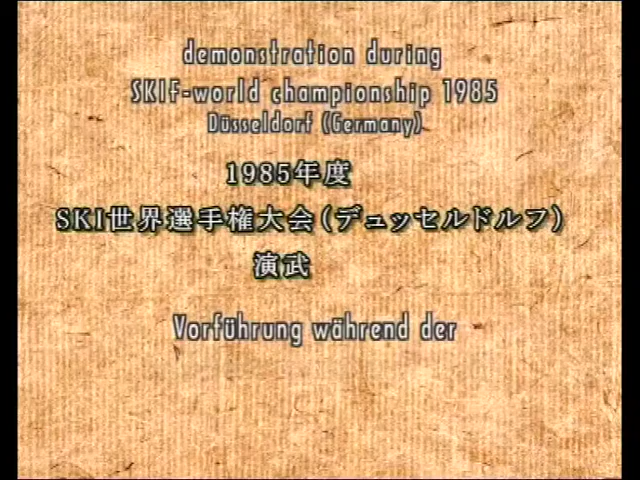 demonstration during
SKIF-world championship 1985
Düsseldorf (Germany)
1985年度
SKI世界選手権大会(デュッセルドルフ)
演武
Vorführung während der